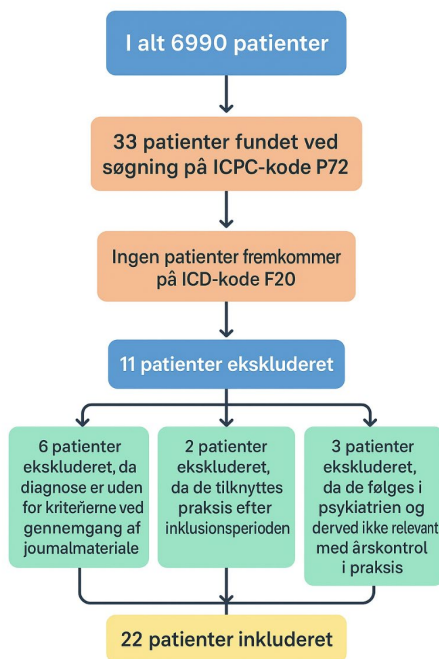 I alt 6990 patienter
33 patienter fundet ved
søgning på ICPC-kode P72
Ingen patienter fremkommer
på ICD-kode F20
11 patienter ekskluderet
6 patienter
ekskluderet, da
diagnose er uden
for kriterierne ved
gennemgang af
joumalmateriale
2 patienter
ekskluderet,
da de tilknyttes
praksis efter
inklusionsperioden
3 patienter
ekskluderet,
da de følges i
psykiatrien og
derved ikke relevant
med årskontrol
i praksis
22 patienter inkluderet